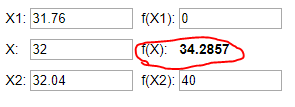 X1: 31.76 f(X1): 0
X: 32 f(X): 34.2857
X2: 32.04 f(X2): 40